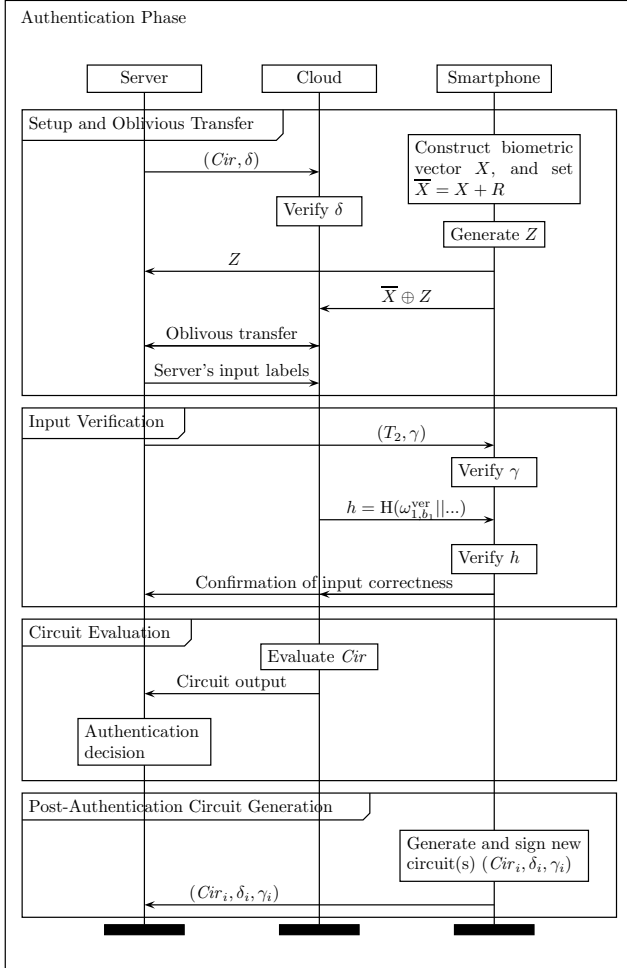 Authentication Phase
Server
Cloud
Smartphone
Setup and Oblivious Transfer
Construct biometric
vector X, and set
X̅ = X + R
(Cir, δ)
Verify δ
Generate Z
Z
X̅ ⊕ Z
Oblivous transfer
Server's input labels
Input Verification
(T₂, γ)
Verify γ
h = H(ω^ver_{1,b₁}||...)
Verify h
Confirmation of input correctness
Circuit Evaluation
Evaluate Cir
Circuit output
Authentication
decision
Post-Authentication Circuit Generation
Generate and sign new
circuit(s) (Cirᵢ, δᵢ, γᵢ)
(Cirᵢ, δᵢ, γᵢ)